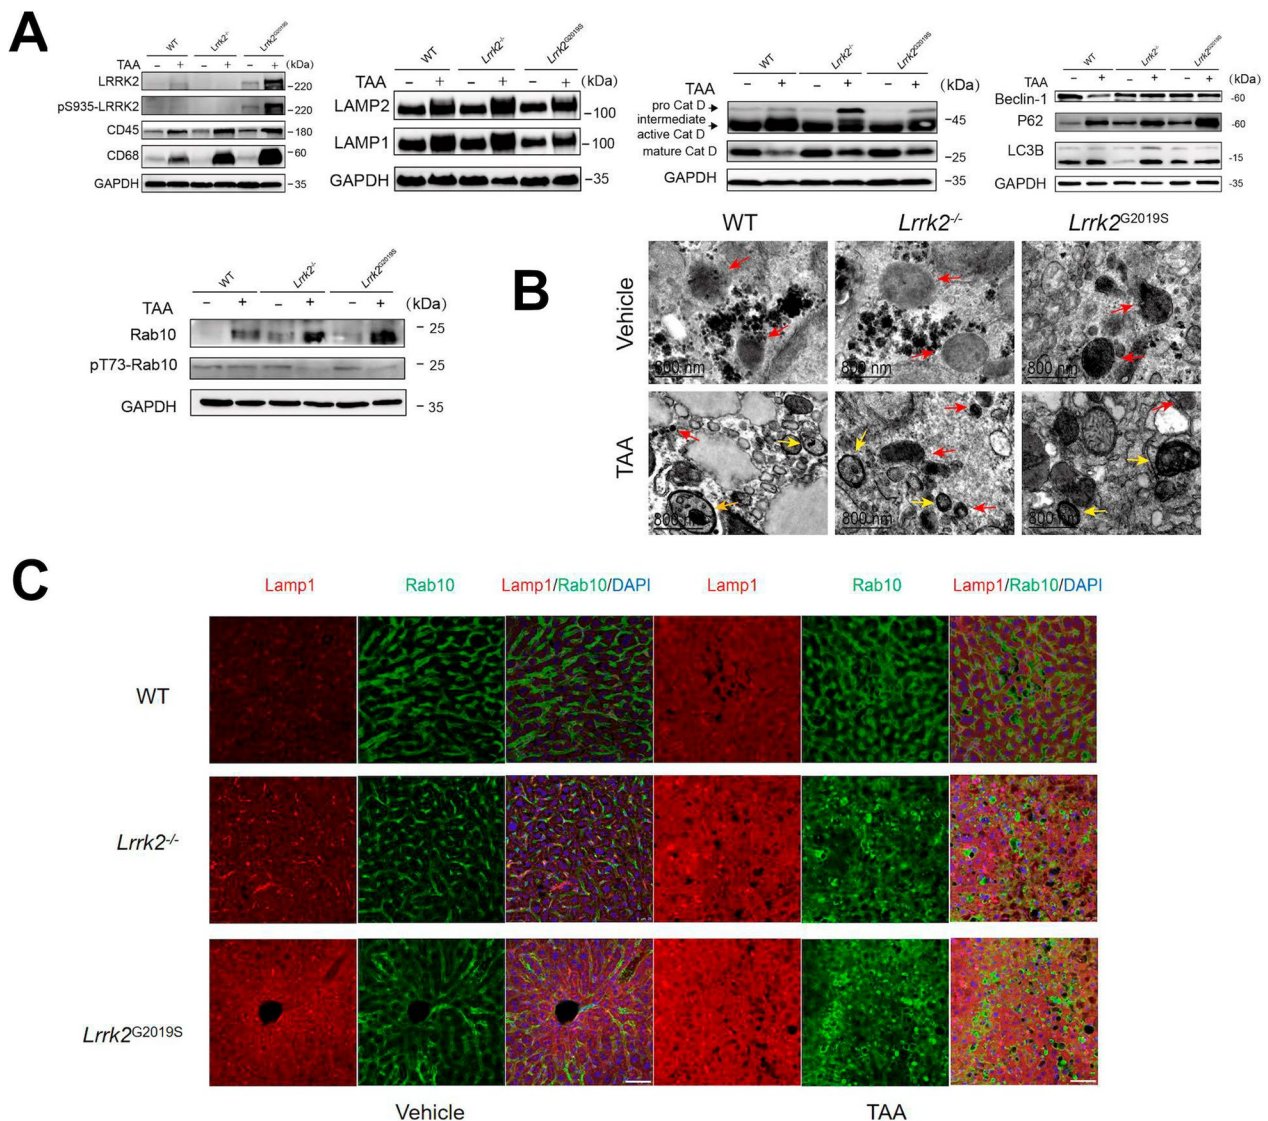 A
WT Lrrk2-/- Lrrk2G2019S
TAA – + – + – + (kDa)
LRRK2 –220
pS935-LRRK2 –220
CD45 –180
CD68 –60
GAPDH –35
WT Lrrk2-/- Lrrk2G2019S
TAA – + – + – + (kDa)
LAMP2 –100
LAMP1 –100
GAPDH –35
WT Lrrk2-/- Lrrk2G2019S
TAA – + – + – + (kDa)
pro Cat D
intermediate –45
active Cat D
mature Cat D –25
GAPDH –35
WT Lrrk2-/- Lrrk2G2019S
TAA – + – + – + (kDa)
Beclin-1 –60
P62 –60
LC3B –15
GAPDH –35
WT Lrrk2-/- Lrrk2G2019S
TAA – + – + – + (kDa)
Rab10 – 25
pT73-Rab10 – 25
GAPDH – 35
B
WT Lrrk2-/- Lrrk2G2019S
Vehicle
800 nm 800 nm 800 nm
TAA
800 nm 800 nm 800 nm
C
Lamp1 Rab10 Lamp1/Rab10/DAPI Lamp1 Rab10 Lamp1/Rab10/DAPI
WT
Lrrk2-/-
Lrrk2G2019S
Vehicle TAA